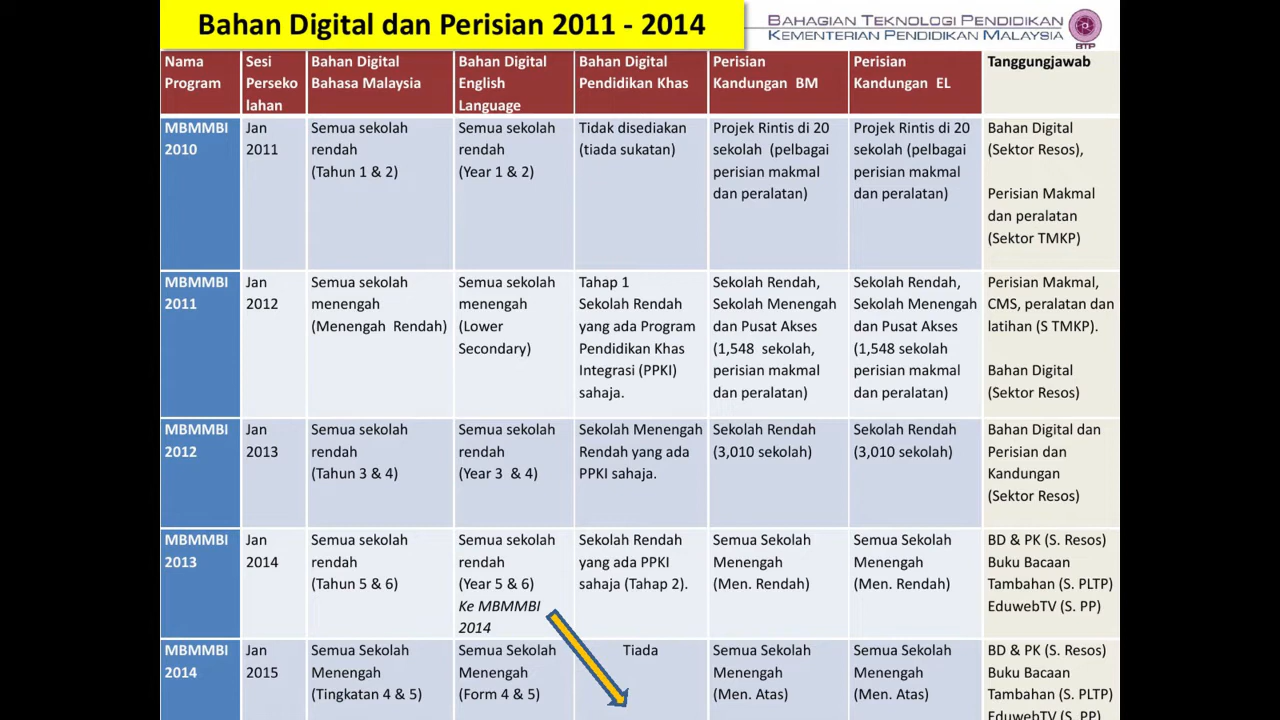 Bahan Digital dan Perisian 2011 - 2014
BAHAGIAN TEKNOLOGI PENDIDIKAN
KEMENTERIAN PENDIDIKAN MALAYSIA
BTP
Nama
Program
Sesi
Perseko
lahan
Bahan Digital
Bahasa Malaysia
Bahan Digital
English
Language
Bahan Digital
Pendidikan Khas
Perisian
Kandungan BM
Perisian
Kandungan EL
Tanggungjawab
MBMMBI
2010
Jan
2011
Semua sekolah
rendah
(Tahun 1 & 2)
Semua sekolah
rendah
(Year 1 & 2)
Tidak disediakan
(tiada sukatan)
Projek Rintis di 20
sekolah (pelbagai
perisian makmal
dan peralatan)
Projek Rintis di 20
sekolah (pelbagai
perisian makmal
dan peralatan)
Bahan Digital
(Sektor Resos),
Perisian Makmal
dan peralatan
(Sektor TMKP)
MBMMBI
2011
Jan
2012
Semua sekolah
menengah
(Menengah Rendah)
Semua sekolah
menengah
(Lower
Secondary)
Tahap 1
Sekolah Rendah
yang ada Program
Pendidikan Khas
Integrasi (PPKI)
sahaja.
Sekolah Rendah,
Sekolah Menengah
dan Pusat Akses
(1,548 sekolah,
perisian makmal
dan peralatan)
Sekolah Rendah,
Sekolah Menengah
dan Pusat Akses
(1,548 sekolah
perisian makmal
dan peralatan)
Perisian Makmal,
CMS, peralatan dan
latihan (S TMKP).
Bahan Digital
(Sektor Resos)
MBMMBI
2012
Jan
2013
Semua sekolah
rendah
(Tahun 3 & 4)
Semua sekolah
rendah
(Year 3 & 4)
Sekolah Menengah
Rendah yang ada
PPKI sahaja.
Sekolah Rendah
(3,010 sekolah)
Sekolah Rendah
(3,010 sekolah)
Bahan Digital dan
Perisian dan
Kandungan
(Sektor Resos)
MBMMBI
2013
Jan
2014
Semua sekolah
rendah
(Tahun 5 & 6)
Semua sekolah
rendah
(Year 5 & 6)
Ke MBMMBI
2014
Sekolah Rendah
yang ada PPKI
sahaja (Tahap 2).
Semua Sekolah
Menengah
(Men. Rendah)
Semua Sekolah
Menengah
(Men. Rendah)
BD & PK (S. Resos)
Buku Bacaan
Tambahan (S. PLTP)
EduwebTV (S. PP)
MBMMBI
2014
Jan
2015
Semua Sekolah
Menengah
(Tingkatan 4 & 5)
Semua Sekolah
Menengah
(Form 4 & 5)
Tiada
Semua Sekolah
Menengah
(Men. Atas)
Semua Sekolah
Menengah
(Men. Atas)
BD & PK (S. Resos)
Buku Bacaan
Tambahan (S. PLTP)
EduwebTV (S. PP)